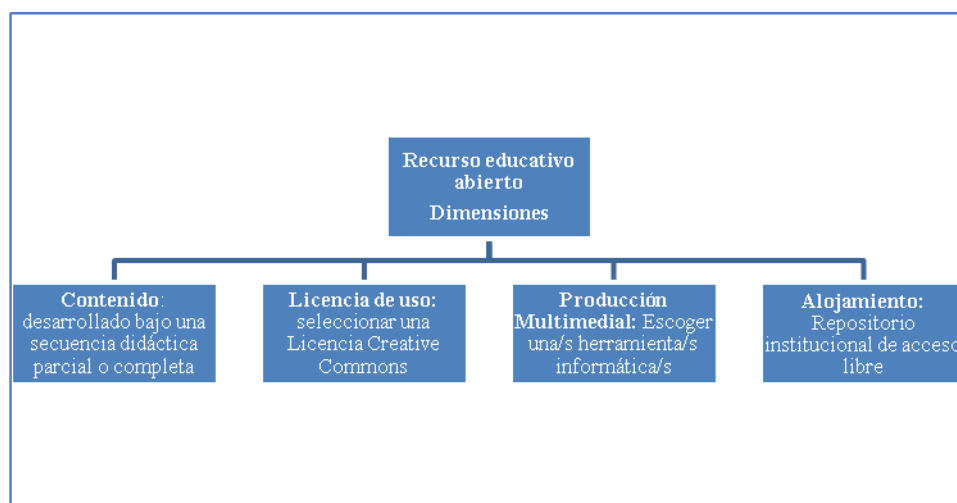 Recurso educativo
abierto
Dimensiones
Contenido:
desarrollado bajo una
secuencia didáctica
parcial o completa
Licencia de uso:
seleccionar una
Licencia Creative
Commons
Producción
Multimedial: Escoger
una/s herramienta/s
informática/s
Alojamiento:
Repositorio
institucional de acceso
libre